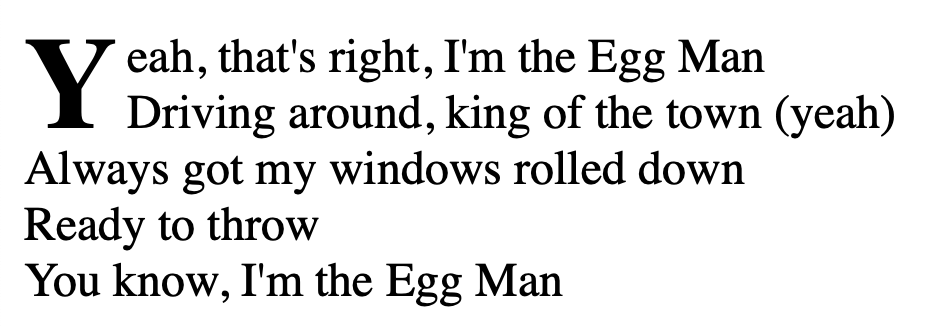 Yeah, that's right, I'm the Egg Man
Driving around, king of the town (yeah)
Always got my windows rolled down
Ready to throw
You know, I'm the Egg Man